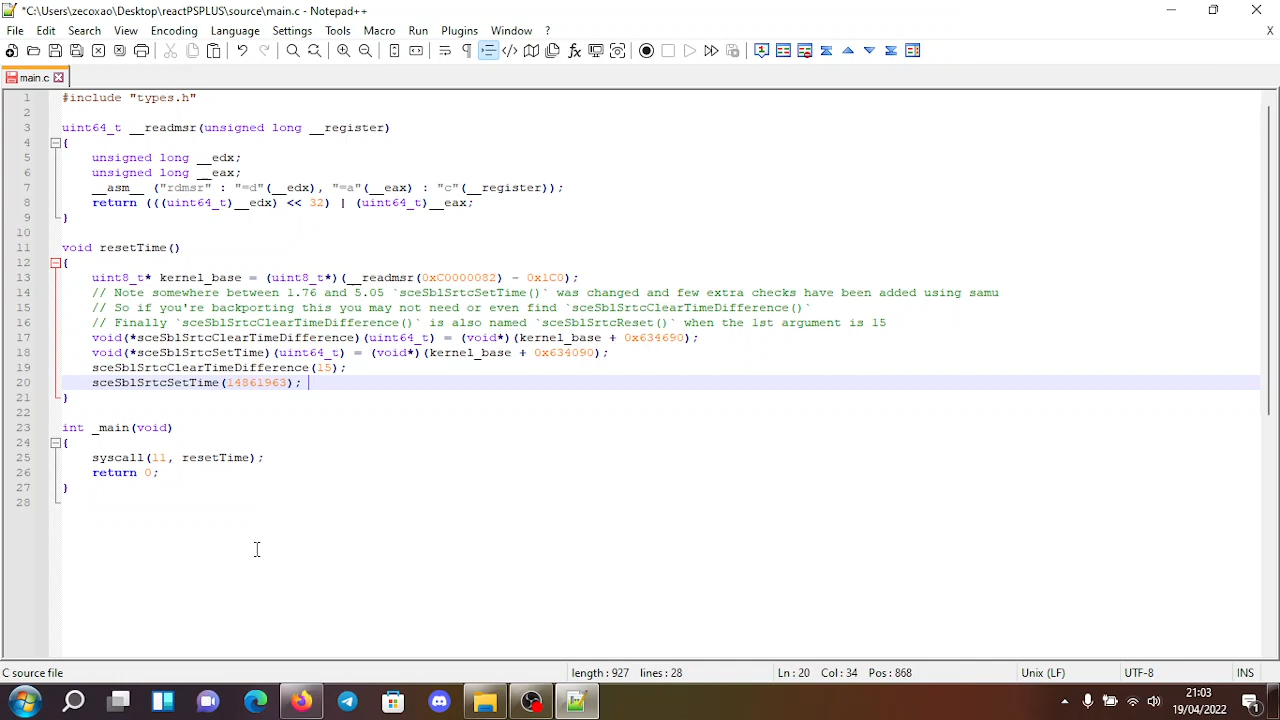 *C:\Users\zecoxao\Desktop\reactPSPLUS\source\main.c - Notepad++
File Edit Search View Encoding Language Settings Tools Macro Run Plugins Window ? X
main.c
1 #include "types.h"
2
3 uint64_t __readmsr(unsigned long __register)
4 {
5 unsigned long __edx;
6 unsigned long __eax;
7 __asm__ ("rdmsr" : "=d"(__edx), "=a"(__eax) : "c"(__register));
8 return (((uint64_t)__edx) << 32) | (uint64_t)__eax;
9 }
10
11 void resetTime()
12 {
13 uint8_t* kernel_base = (uint8_t*)(__readmsr(0xC0000082) - 0x1C0);
14 // Note somewhere between 1.76 and 5.05 `sceSblSrtcSetTime()` was changed and few extra checks have been added using samu
15 // So if you're backporting this you may not need or even find `sceSblSrtcClearTimeDifference()`
16 // Finally `sceSblSrtcClearTimeDifference()` is also named `sceSblSrtcReset()` when the 1st argument is 15
17 void(*sceSblSrtcClearTimeDifference)(uint64_t) = (void*)(kernel_base + 0x634690);
18 void(*sceSblSrtcSetTime)(uint64_t) = (void*)(kernel_base + 0x634090);
19 sceSblSrtcClearTimeDifference(15);
20 sceSblSrtcSetTime(14861963);
21 }
22
23 int _main(void)
24 {
25 syscall(11, resetTime);
26 return 0;
27 }
28
C source file length : 927 lines : 28 Ln : 20 Col : 34 Pos : 868 Unix (LF) UTF-8 INS
21:03
19/04/2022
1